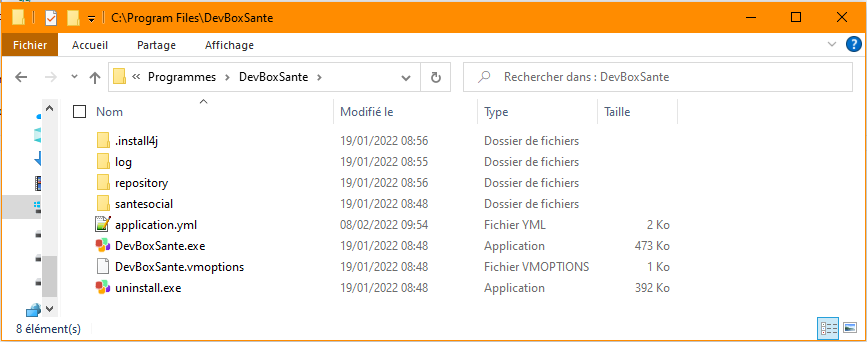 C:\Program Files\DevBoxSante
Fichier Accueil Partage Affichage
Programmes DevBoxSante Rechercher dans : DevBoxSante
Nom Modifié le Type Taille
.install4j 19/01/2022 08:56 Dossier de fichiers
log 19/01/2022 08:55 Dossier de fichiers
repository 19/01/2022 08:56 Dossier de fichiers
santesocial 19/01/2022 08:48 Dossier de fichiers
application.yml 08/02/2022 09:54 Fichier YML 2 Ko
DevBoxSante.exe 19/01/2022 08:48 Application 473 Ko
DevBoxSante.vmoptions 19/01/2022 08:48 Fichier VMOPTIONS 1 Ko
uninstall.exe 19/01/2022 08:48 Application 392 Ko
8 élément(s)